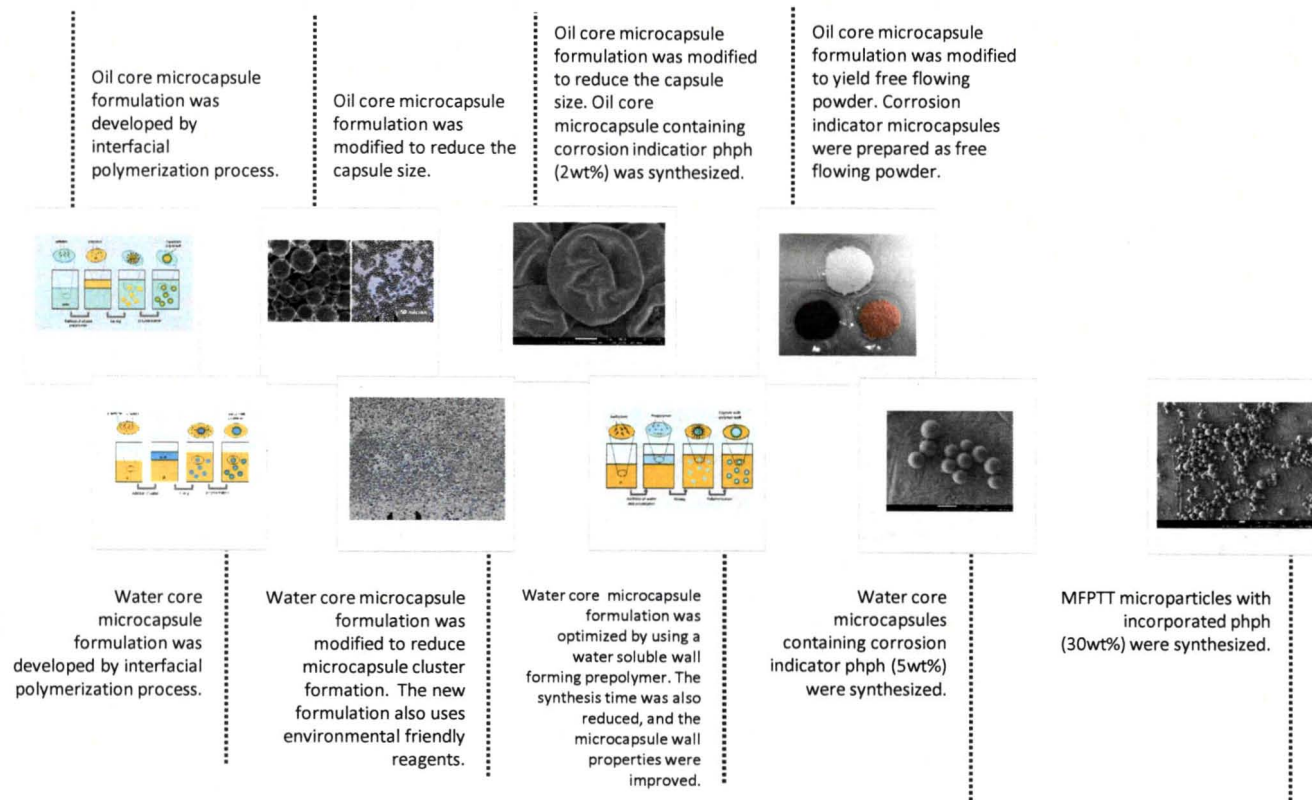 Oil core microcapsule
formulation was
developed by
interfacial
polymerization process.
Oil core microcapsule
formulation was
modified to reduce the
capsule size.
Oil core microcapsule
formulation was modified
to reduce the capsule
size. Oil core
microcapsule containing
corrosion indicatior phph
(2wt%) was synthesized.
Oil core microcapsule
formulation was modified
to yield free flowing
powder. Corrosion
indicator microcapsules
were prepared as free
flowing powder.
Water core
microcapsule
formulation was
developed by interfacial
polymerization process.
Water core microcapsule
formulation was
modified to reduce
microcapsule cluster
formation. The new
formulation also uses
environmental friendly
reagents.
Water core microcapsule
formulation was
optimized by using a
water soluble wall
forming prepolymer. The
synthesis time was also
reduced, and the
microcapsule wall
properties were
improved.
Water core
microcapsules
containing corrosion
indicator phph (5wt%)
were synthesized.
MFPTT microparticles with
incorporated phph
(30wt%) were synthesized.